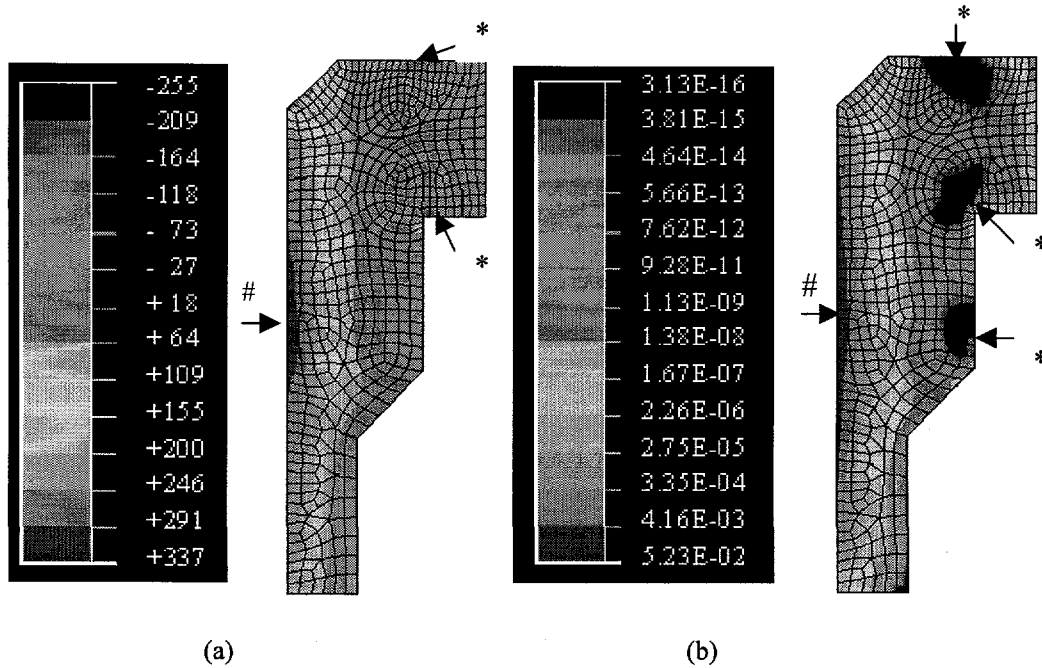 *
-255
-209
-164
-118
- 73
- 27
+ 18
+ 64
+109
+155
+200
+246
+291
+337
#
*
(a)
*
3.13E-16
3.81E-15
4.64E-14
5.66E-13
7.62E-12
9.28E-11
1.13E-09
1.38E-08
1.67E-07
2.26E-06
2.75E-05
3.35E-04
4.16E-03
5.23E-02
#
*
*
(b)